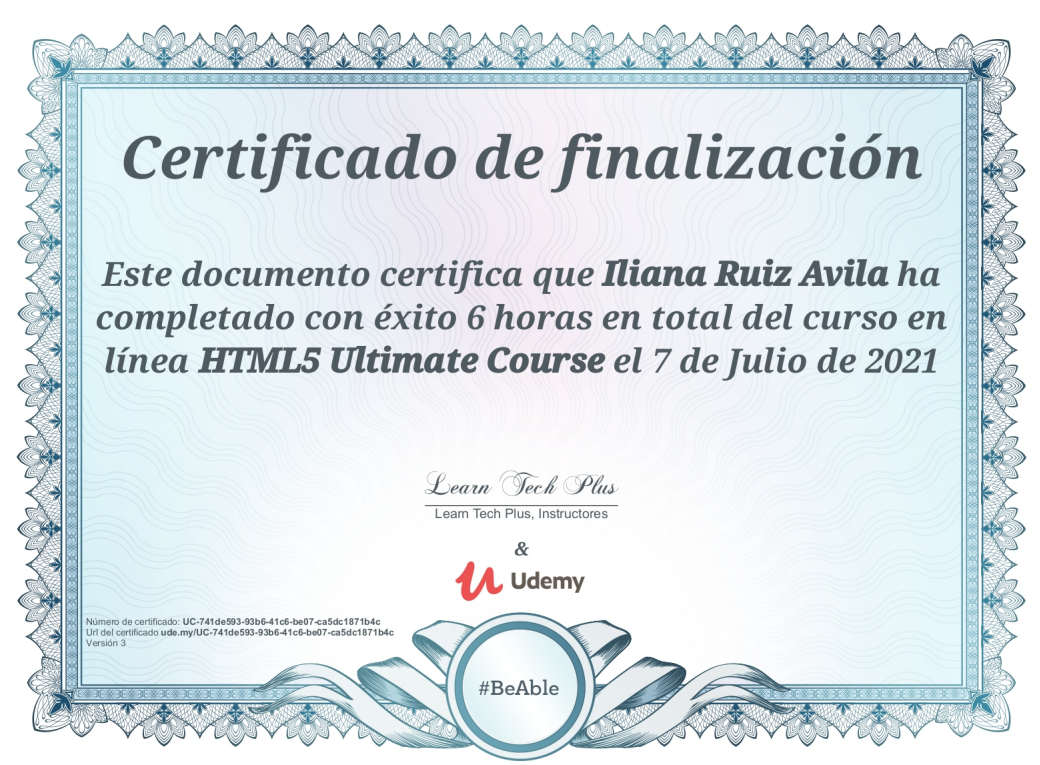 Certificado de finalización
Este documento certifica que Iliana Ruiz Avila ha
completado con éxito 6 horas en total del curso en
línea HTML5 Ultimate Course el 7 de Julio de 2021
Learn Tech Plus
Learn Tech Plus, Instructores
&
Udemy
Número de certificado: UC-741de593-93b6-41c6-be07-ca5dc1871b4c
Url del certificado ude.my/UC-741de593-93b6-41c6-be07-ca5dc1871b4c
Versión 3
#BeAble